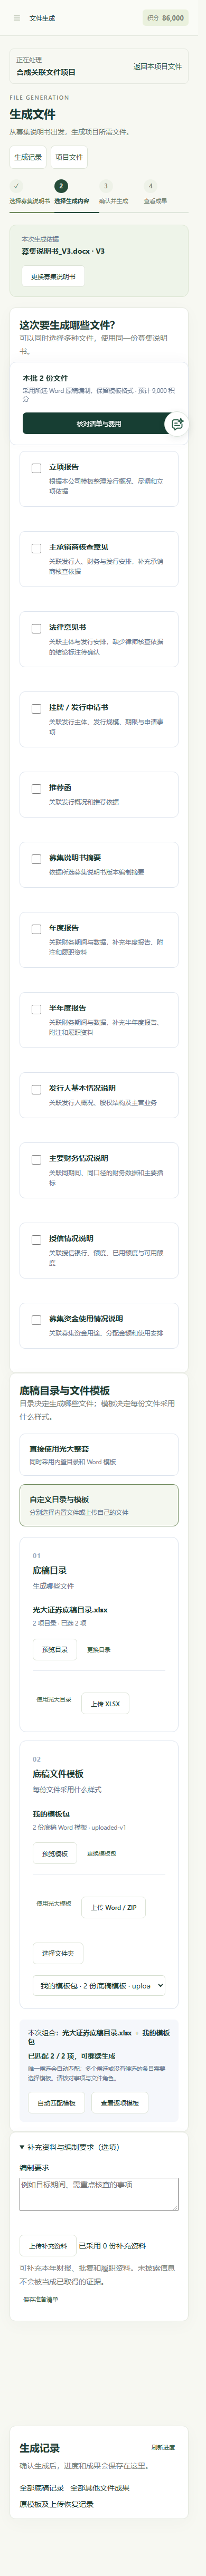 文件生成
积分 86,000
正在处理
合成关联文件项目
返回本项目文件
FILE GENERATION
生成文件
从募集说明书出发，生成项目所需文件。
生成记录
项目文件
✓
2
3
4
选择募集说明书
选择生成内容
确认并生成
查看成果
本次生成依据
募集说明书_V3.docx · V3
更换募集说明书
这次要生成哪些文件？
可以同时选择多种文件，使用同一份募集说明
书。
本批 2 份文件
采用所选 Word 原稿编制，保留模板格式 · 预计 9,000 积
分
核对清单与费用
立项报告
根据本公司模板整理发行概况、尽调和立
项依据
主承销商核查意见
关联发行人、财务与发行安排，补充承销
商核查依据
法律意见书
关联主体与发行安排，缺少律师核查依据
的结论标注待确认
挂牌 / 发行申请书
关联发行主体、发行规模、期限与申请事
项
推荐函
关联发行概况和推荐依据
募集说明书摘要
依据所选募集说明书版本编制摘要
年度报告
关联财务期间与数据，补充年度报告、附
注和履职资料
半年度报告
关联财务期间与数据，补充半年度报告、
附注和履职资料
发行人基本情况说明
关联发行人概况、股权结构及主营业务
主要财务情况说明
关联同期间、同口径的财务数据和主要指
标
授信情况说明
关联授信银行、额度、已用额度与可用额
度
募集资金使用情况说明
关联募集资金用途、分配金额和使用安排
底稿目录与文件模板
目录决定生成哪些文件；模板决定每份文件采用
什么样式。
直接使用光大整套
同时采用内置目录和 Word 模板
自定义目录与模板
分别选择内置文件或上传自己的文件
01
底稿目录
生成哪些文件
光大证券底稿目录.xlsx
2 项目录 · 已选 2 项
预览目录
更换目录
使用光大目录
上传 XLSX
02
底稿文件模板
每份文件采用什么样式
我的模板包
2 份底稿 Word 模板 · uploaded-v1
预览模板
更换模板包
使用光大模板
上传 Word / ZIP
选择文件夹
我的模板包 · 2 份底稿模板 · uploa
本次组合：光大证券底稿目录.xlsx + 我的模板
包
已匹配 2 / 2 项，可继续生成
唯一候选会自动匹配；多个候选或没有候选的条目需要
选择模板。请核对事项与文件角色。
自动匹配模板
查看逐项模板
▼ 补充资料与编制要求（选填）
编制要求
例如目标期间、需重点核查的事项
上传补充资料
已采用 0 份补充资料
可补充本年财报、批复和履职资料。未披露信息
不会被当成已取得的证据。
保存准备清单
生成记录
刷新进度
确认生成后，进度和成果会保存在这里。
全部底稿记录
全部其他文件成果
原模板及上传恢复记录